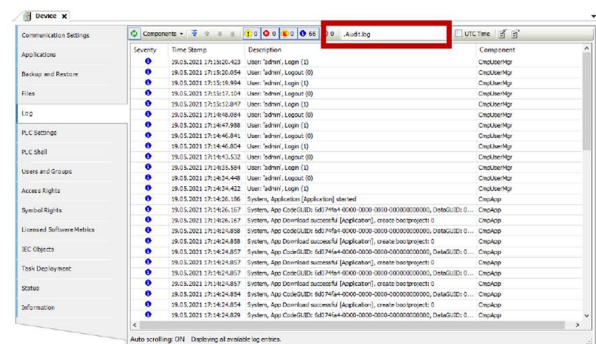 Device X
Communication Settings
Applications
Backup and Restore
Files
Log
PLC Settings
PLC Shell
Users and Groups
Access Rights
Symbol Rights
Licensed Software Metrics
IEC Objects
Task Deployment
Status
Information
Components 0 0 0 66 0 .Audit.log UTC Time
Severity Time Stamp Description Component
19.05.2021 17:15:20.423 User: 'admin', Login (1) CmpUserMgr
19.05.2021 17:15:20.054 User: 'admin', Logout (0) CmpUserMgr
19.05.2021 17:15:19.994 User: 'admin', Login (1) CmpUserMgr
19.05.2021 17:15:17.104 User: 'admin', Logout (0) CmpUserMgr
19.05.2021 17:15:12.847 User: 'admin', Login (1) CmpUserMgr
19.05.2021 17:14:48.084 User: 'admin', Logout (0) CmpUserMgr
19.05.2021 17:14:47.988 User: 'admin', Login (1) CmpUserMgr
19.05.2021 17:14:46.841 User: 'admin', Logout (0) CmpUserMgr
19.05.2021 17:14:46.804 User: 'admin', Login (1) CmpUserMgr
19.05.2021 17:14:43.532 User: 'admin', Logout (0) CmpUserMgr
19.05.2021 17:14:35.584 User: 'admin', Login (1) CmpUserMgr
19.05.2021 17:14:34.448 User: 'admin', Logout (0) CmpUserMgr
19.05.2021 17:14:34.422 User: 'admin', Login (1) CmpUserMgr
19.05.2021 17:14:26.166 System, Application [Application] started CmpApp
19.05.2021 17:14:26.167 System, App CodeGUID: 6d074fa4-0000-0000-0000-000000000000, DataGUID: 0... CmpApp
19.05.2021 17:14:26.167 System, App Download successful [Application], create bootproject: 0 CmpApp
19.05.2021 17:14:24.858 System, App CodeGUID: 6d074fa4-0000-0000-0000-000000000000, DataGUID: 0... CmpApp
19.05.2021 17:14:24.858 System, App Download successful [Application], create bootproject: 0 CmpApp
19.05.2021 17:14:24.857 System, App CodeGUID: 6d074fa4-0000-0000-0000-000000000000, DataGUID: 0... CmpApp
19.05.2021 17:14:24.857 System, App Download successful [Application], create bootproject: 0 CmpApp
19.05.2021 17:14:24.857 System, App CodeGUID: 6d074fa4-0000-0000-0000-000000000000, DataGUID: 0... CmpApp
19.05.2021 17:14:24.857 System, App Download successful [Application], create bootproject: 0 CmpApp
19.05.2021 17:14:24.854 System, App CodeGUID: 6d074fa4-0000-0000-0000-000000000000, DataGUID: 0... CmpApp
19.05.2021 17:14:24.854 System, App Download successful [Application], create bootproject: 0 CmpApp
19.05.2021 17:14:24.829 System, App CodeGUID: 6d074fa4-0000-0000-0000-000000000000, DataGUID: 0... CmpApp
Auto scrolling: ON Displaying all available log entries.